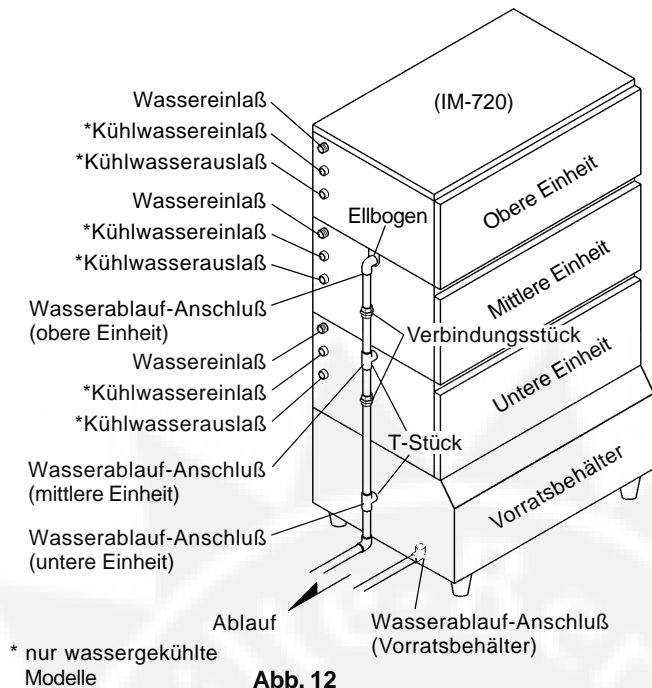 Wassereinlaß
*Kühlwassereinlaß
*Kühlwasserauslaß
Wassereinlaß
*Kühlwassereinlaß
*Kühlwasserauslaß
Wasserablauf-Anschluß
(obere Einheit)
Wassereinlaß
*Kühlwassereinlaß
*Kühlwasserauslaß
Wasserablauf-Anschluß
(mittlere Einheit)
Wasserablauf-Anschluß
(untere Einheit)
(IM-720)
Obere Einheit
Ellbogen
Mittlere Einheit
Verbindungsstück
Untere Einheit
T-Stück
Vorratsbehälter
Ablauf
Wasserablauf-Anschluß
(Vorratsbehälter)
* nur wassergekühlte
Modelle
Abb. 12